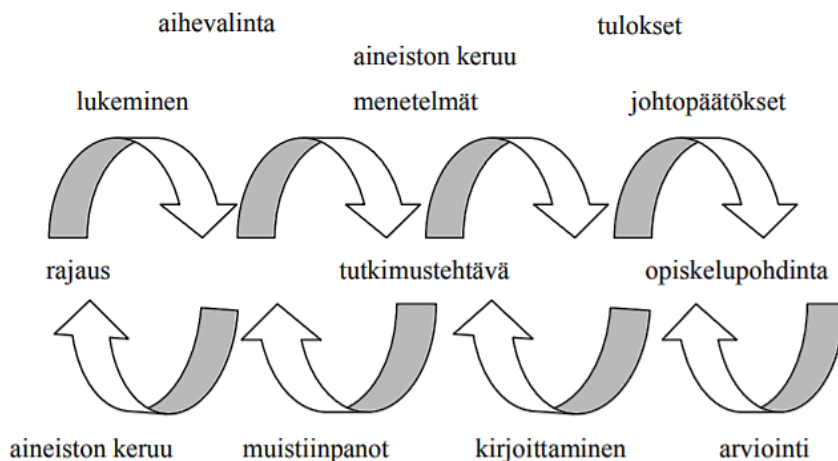 aihevalinta
tulokset
aineiston keruu
lukeminen
menetelmät
johtopäätökset
rajaus
tutkimustehtävä
opiskelupohdinta
aineiston keruu
muistiinpanot
kirjoittaminen
arviointi